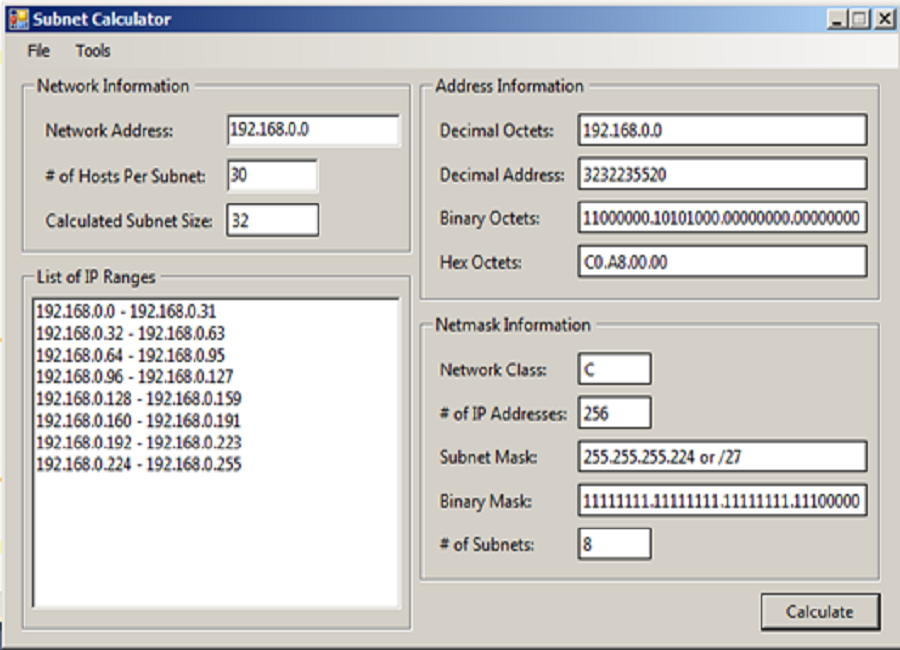 Subnet Calculator
File Tools
Network Information
Network Address: 192.168.0.0
# of Hosts Per Subnet: 30
Calculated Subnet Size: 32
List of IP Ranges
192.168.0.0 - 192.168.0.31
192.168.0.32 - 192.168.0.63
192.168.0.64 - 192.168.0.95
192.168.0.96 - 192.168.0.127
192.168.0.128 - 192.168.0.159
192.168.0.160 - 192.168.0.191
192.168.0.192 - 192.168.0.223
192.168.0.224 - 192.168.0.255
Address Information
Decimal Octets: 192.168.0.0
Decimal Address: 3232235520
Binary Octets: 11000000.10101000.00000000.00000000
Hex Octets: C0.A8.00.00
Netmask Information
Network Class: C
# of IP Addresses: 256
Subnet Mask: 255.255.255.224 or /27
Binary Mask: 11111111.11111111.11111111.11100000
# of Subnets: 8
Calculate